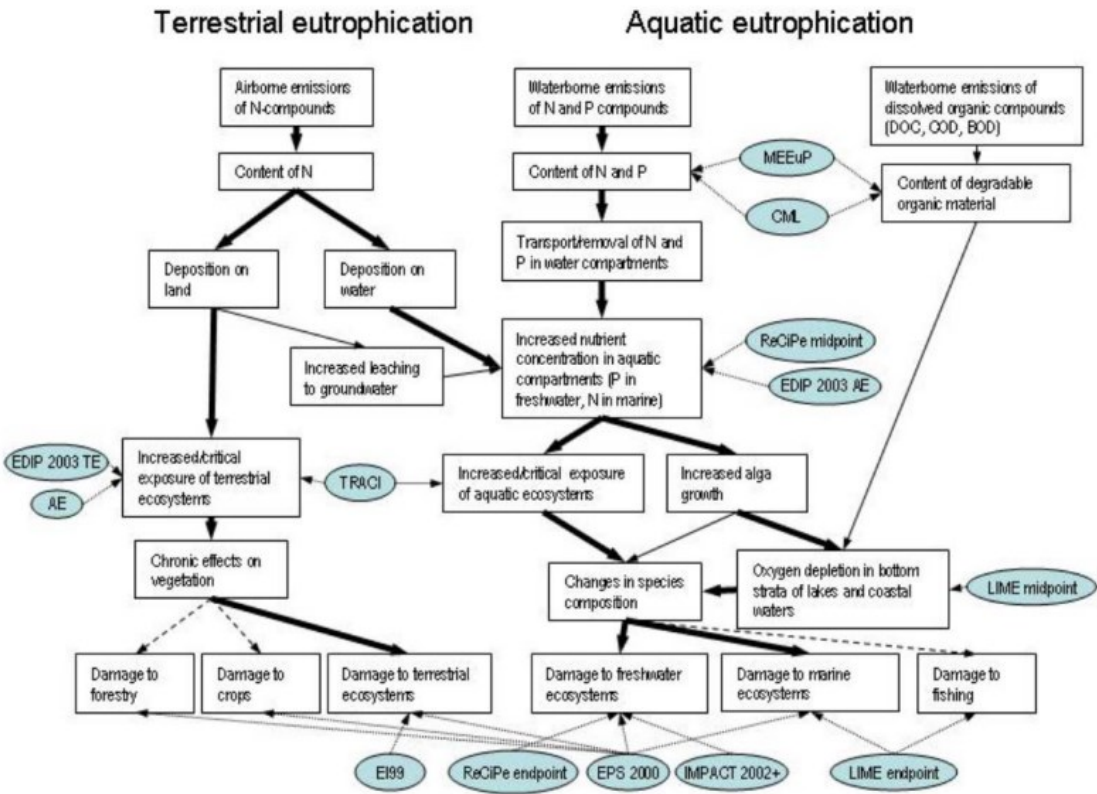 Terrestrial eutrophication
Aquatic eutrophication
Airborne emissions
of N-compounds
Waterborne emissions
of N and P compounds
Waterborne emissions of
dissolved organic compounds
(DOC, COD, BOD)
MEEuP
Content of N
Content of N and P
Content of degradable
organic material
CML
Transport/removal of N and
P in water compartments
Deposition on
land
Deposition on
water
Increased nutrient
concentration in aquatic
compartments (P in
freshwater, N in marine)
ReCiPe midpoint
EDIP 2003 AE
Increased leaching
to groundwater
EDIP 2003 TE
AE
Increased/critical
exposure of terrestrial
ecosystems
TRACI
Increased/critical exposure
of aquatic ecosystems
Increased alga
growth
Chronic effects on
vegetation
Changes in species
composition
Oxygen depletion in bottom
strata of lakes and coastal
waters
LIME midpoint
Damage to
forestry
Damage to
crops
Damage to terrestrial
ecosystems
Damage to freshwater
ecosystems
Damage to marine
ecosystems
Damage to
fishing
EI99
ReCiPe endpoint
EPS 2000
IMPACT 2002+
LIME endpoint